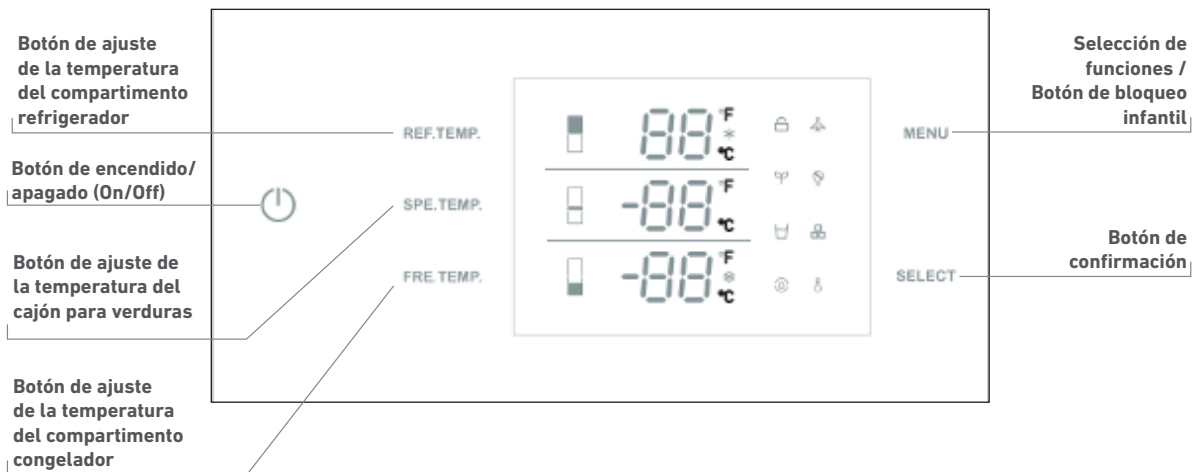 Botón de ajuste
de la temperatura
del compartimento
refrigerador
Botón de encendido/
apagado (On/Off)
Botón de ajuste de
la temperatura del
cajón para verduras
Botón de ajuste
de la temperatura
del compartimento
congelador
REF.TEMP.
SPE.TEMP.
FRE.TEMP.
88 °F °C
-88 °F °C
-88 °F °C
MENU
SELECT
Selección de
funciones /
Botón de bloqueo
infantil
Botón de
confirmación